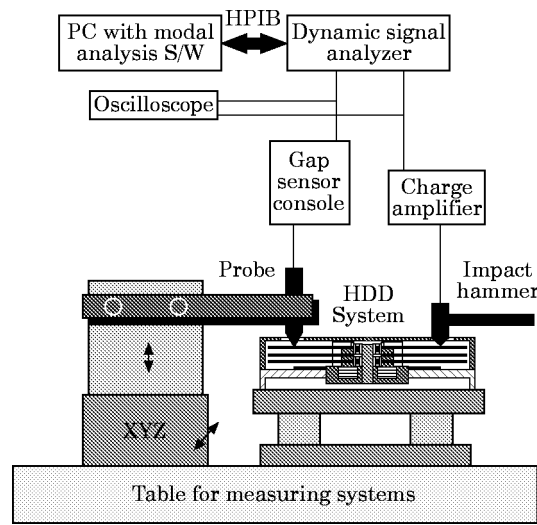 PC with modal
analysis S/W
HPIB
Dynamic signal
analyzer
Oscilloscope
Gap
sensor
console
Charge
amplifier
Probe
HDD
System
Impact
hammer
XYZ
Table for measuring systems